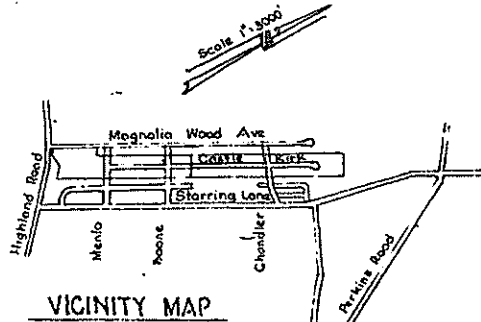 Scale 1":3000'
Magnolia Wood Ave
Castle Kirk
Highland Road
Starring Lane
Menlo
Boone
Chandler
Perkins Road
VICINITY MAP